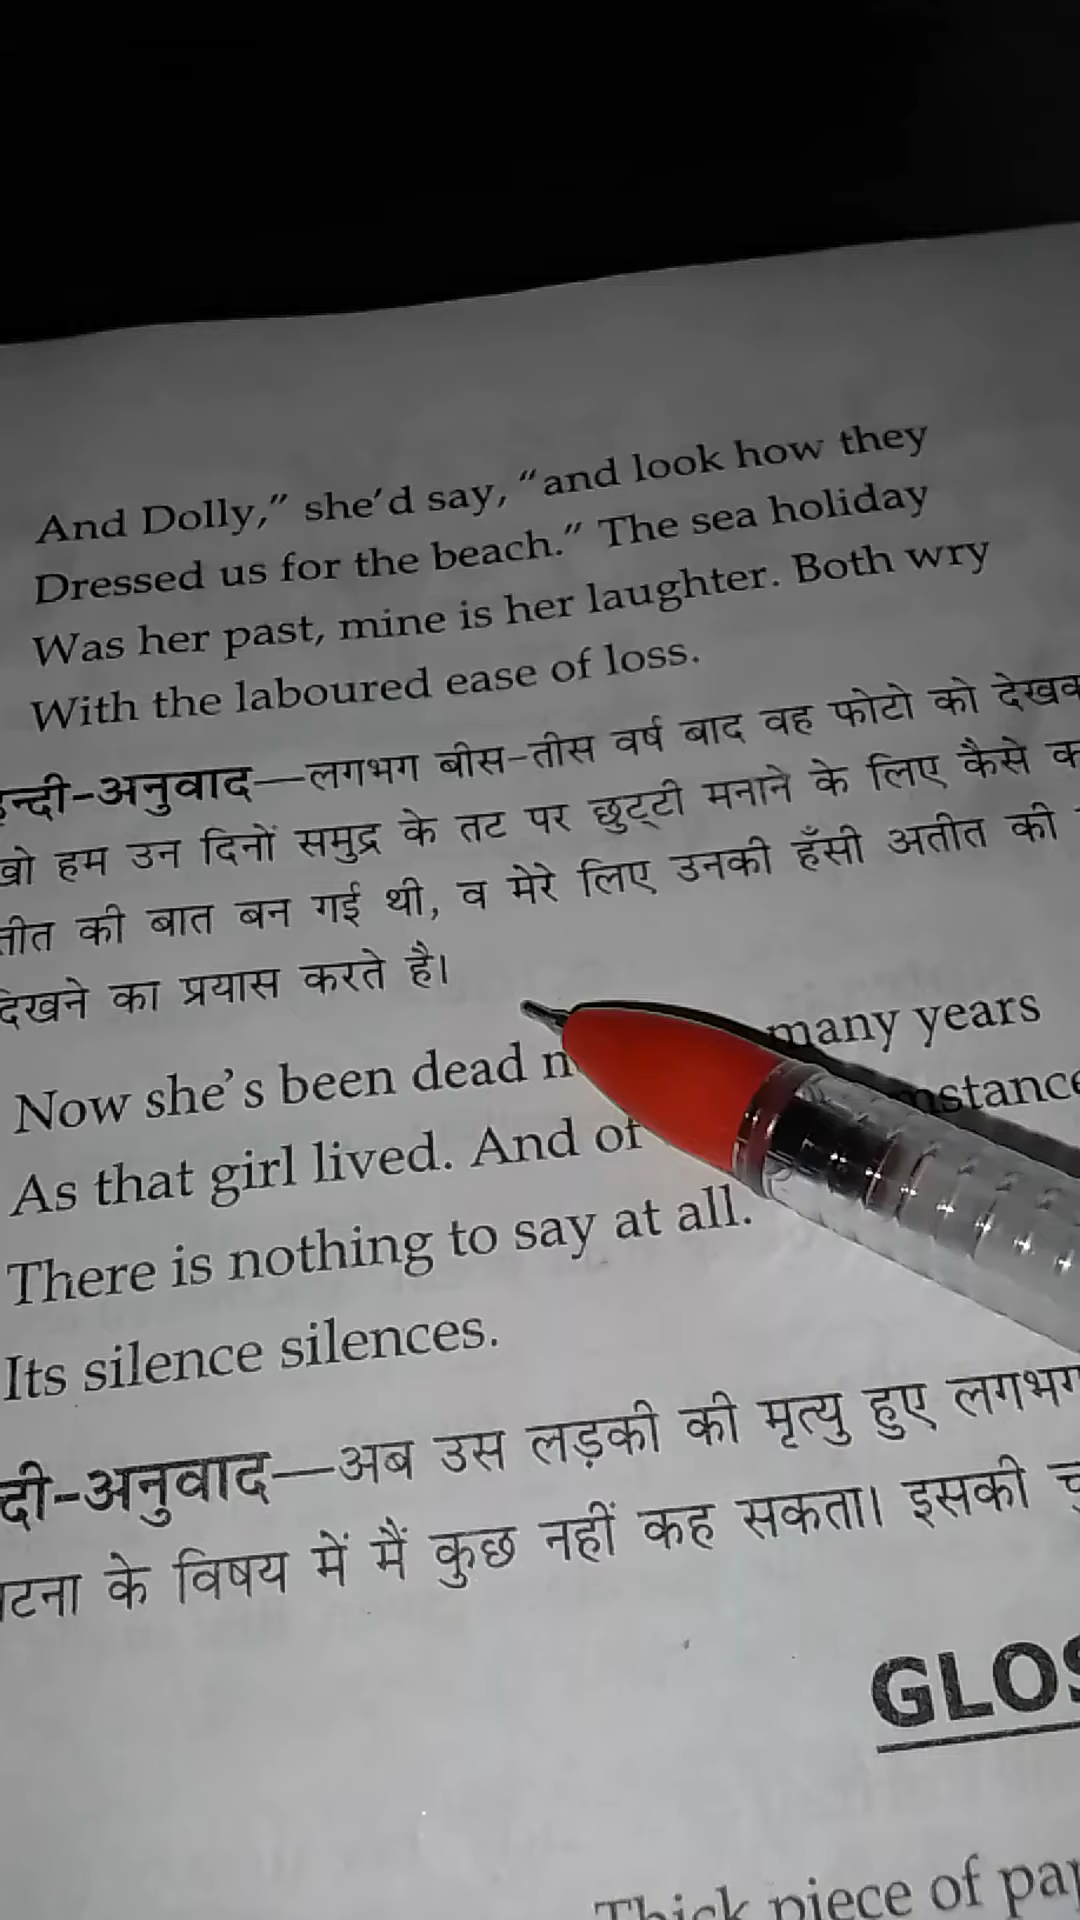 And Dolly,” she’d say, “and look how they
Dressed us for the beach.” The sea holiday
Was her past, mine is her laughter. Both wry
With the laboured ease of loss.
न्दी-अनुवाद—लगभग बीस-तीस वर्ष बाद वह फोटो को
हम उन दिनों समुद्र के तट पर छुट्टी मनाने के लिए कैसे
की बात बन गई थी, व मेरे लिए उनकी हँसी अतीत की
दिखने का प्रयास करते है।
Now she’s been dead many years
As that girl lived. And of
There is nothing to say at all.
Its silence silences.
दी-अनुवाद—अब उस लड़की की मृत्यु हुए लगभग
के विषय में मैं कुछ नहीं कह सकता। इसकी
GLOS
Thick piece of